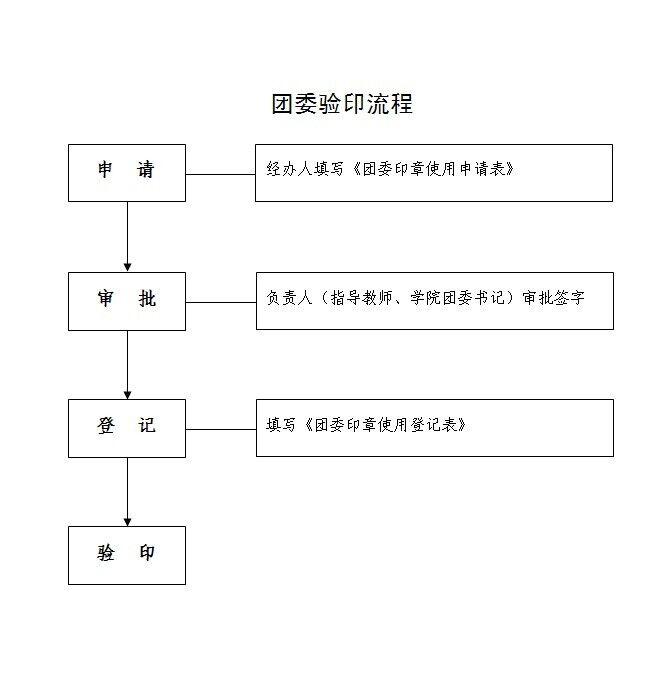 团委验印流程
申 请
经办人填写《团委印章使用申请表》
审 批
负责人（指导教师、学院团委书记）审批签字
登 记
填写《团委印章使用登记表》
验 印